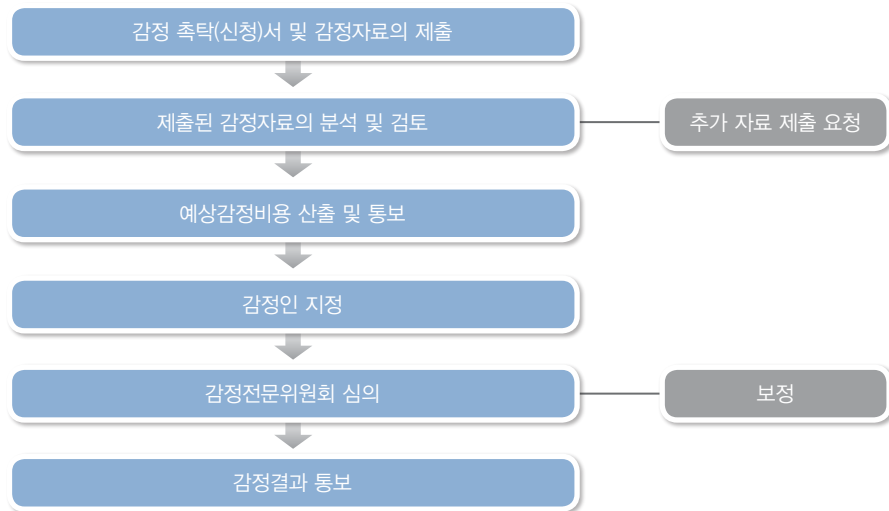 감정 촉탁(신청)서 및 감정자료의 제출
제출된 감정자료의 분석 및 검토
추가 자료 제출 요청
예상감정비용 산출 및 통보
감정인 지정
감정전문위원회 심의
보정
감정결과 통보